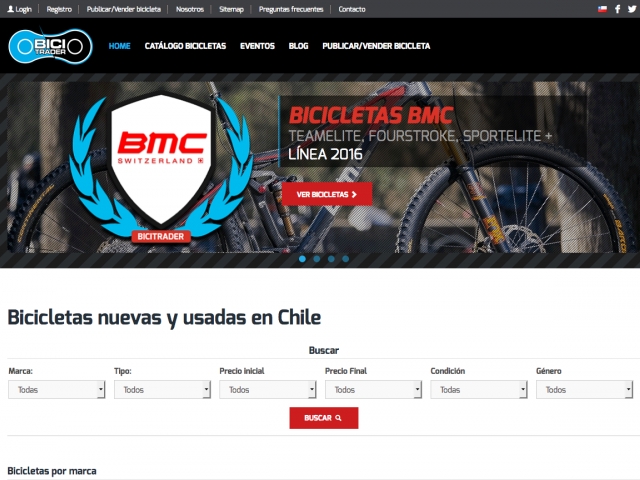 Login Registro Publicar/Vender bicicleta Nosotros Sitemap Preguntas frecuentes Contacto
BICI TRADER
HOME CATÁLOGO BICICLETAS EVENTOS BLOG PUBLICAR/VENDER BICICLETA
BMC
SWITZERLAND
BICITRADER
BICICLETAS BMC
TEAMELITE, FOURSTROKE, SPORTELITE +
LÍNEA 2016
VER BICICLETAS
Bicicletas nuevas y usadas en Chile
Buscar
Marca: Tipo: Precio inicial Precio Final Condición Género
Todas Todos Todos Todos Todas Todos
BUSCAR
Bicicletas por marca